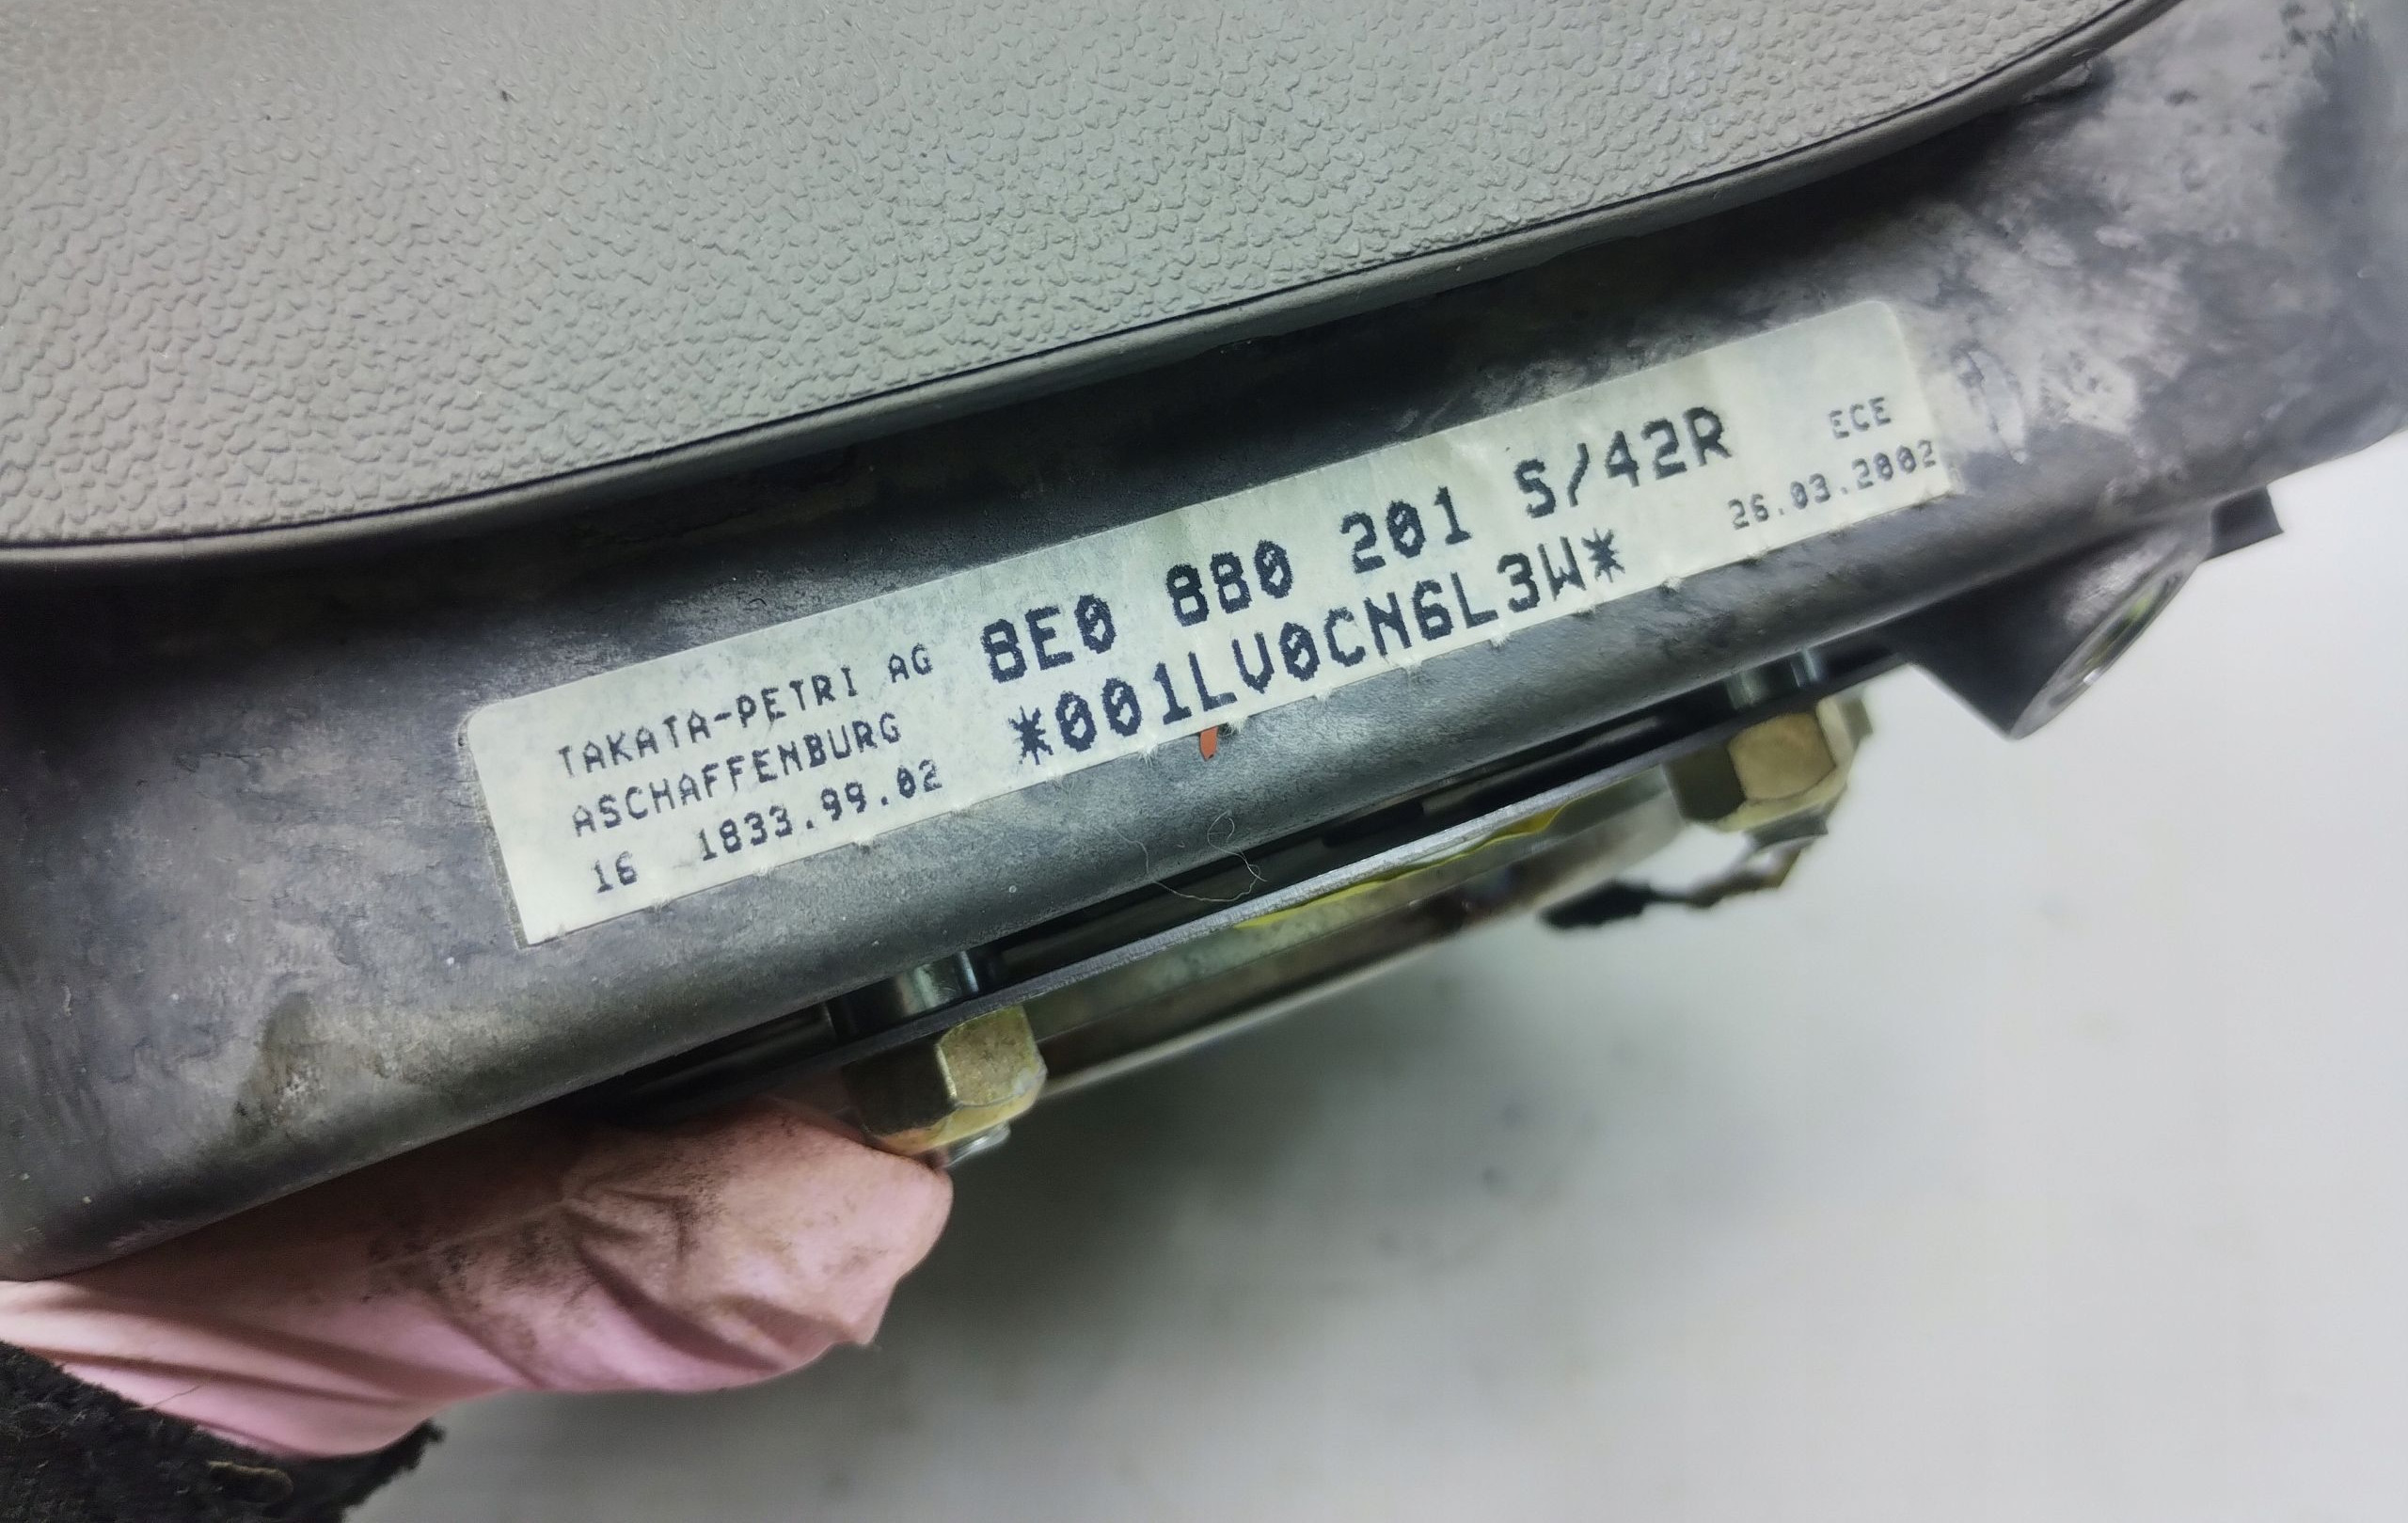 TAKATA-PETRI AG
ASCHAFFENBURG
16 1833.99.02
8E0 880 201 S/42R
*001LV0CN6L3W*
ECE
26.03.2002